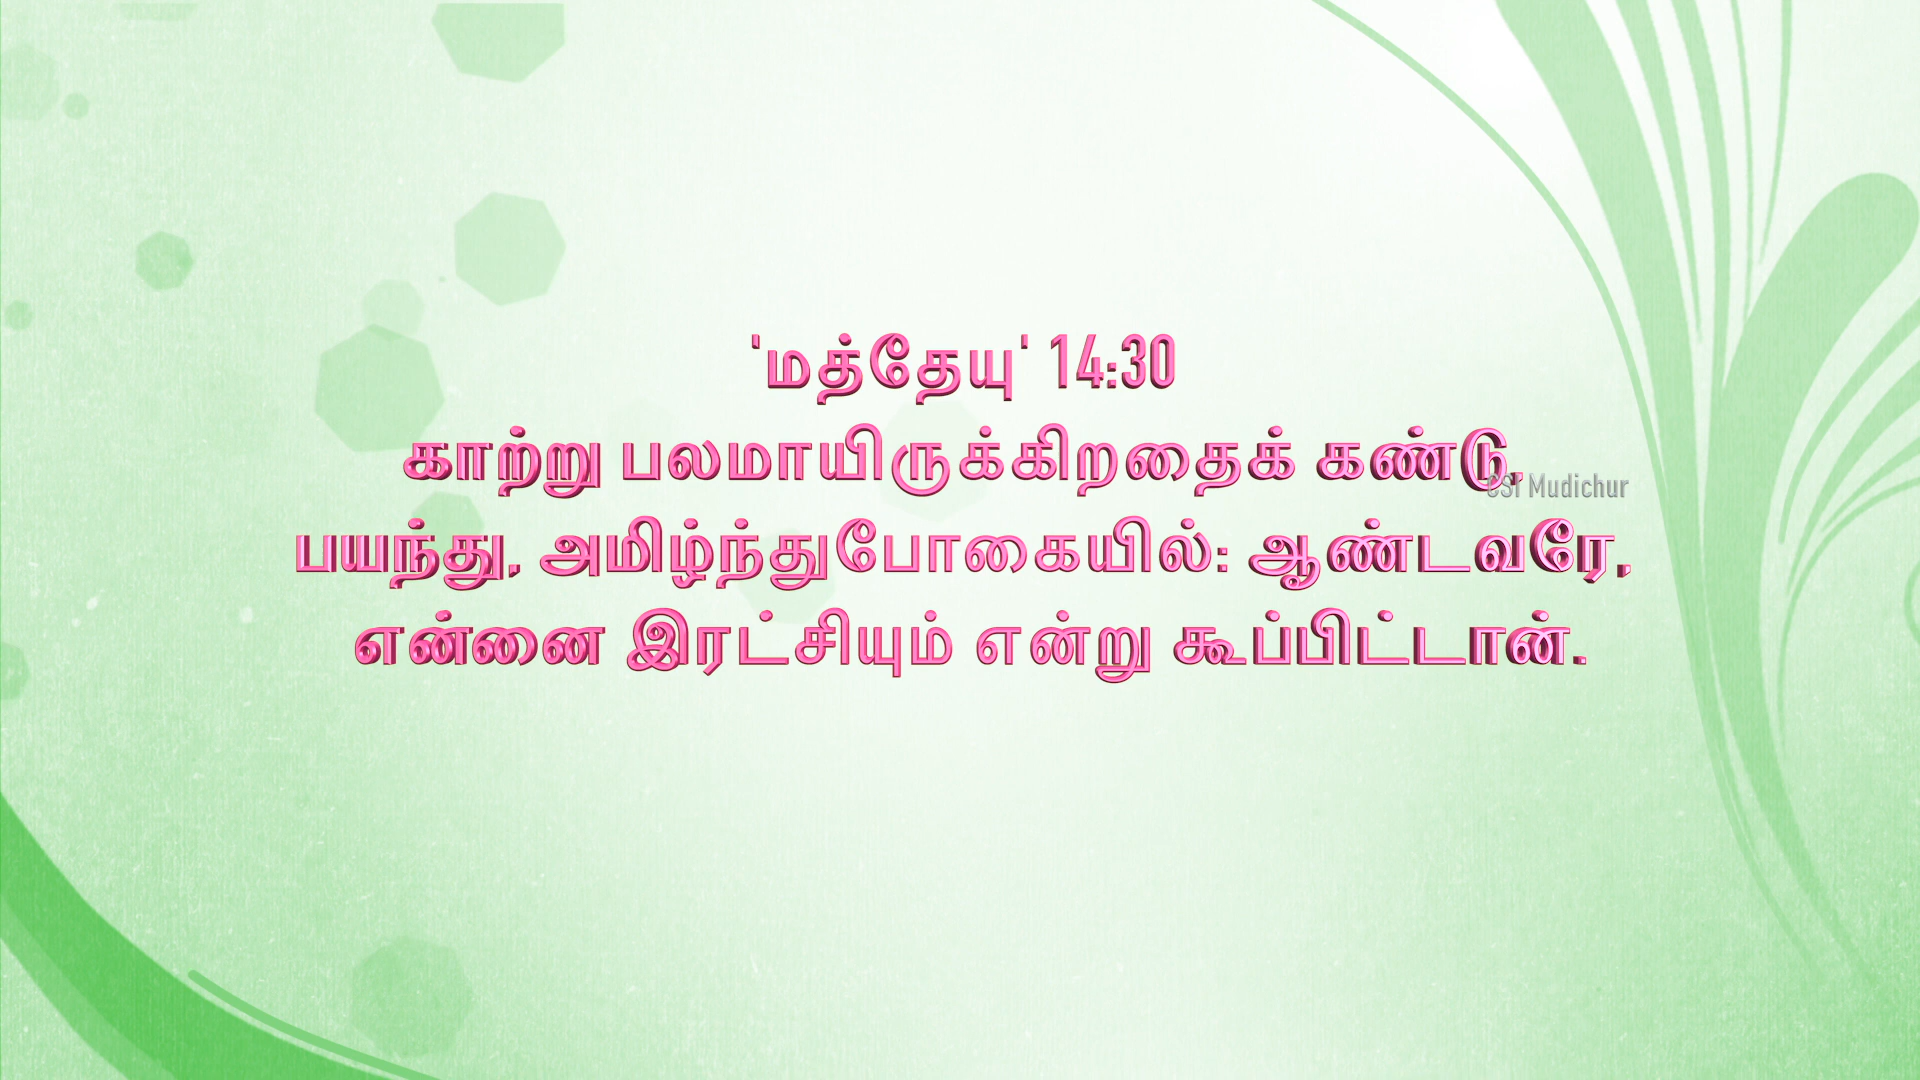 'மத்தேயு' 14:30
காற்று பலமாயிருக்கிறதைக் கண்டு,
CSI Mudichur
பயந்து, அமிழ்ந்துபோகையில்: ஆண்டவரே,
என்னை இரட்சியும் என்று கூப்பிட்டான்.